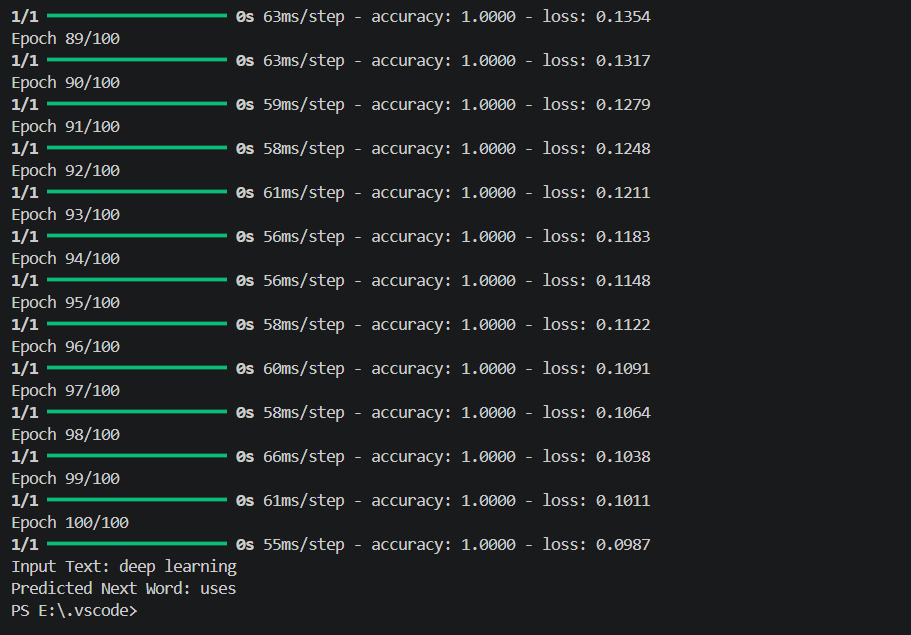 1/1 0s 63ms/step - accuracy: 1.0000 - loss: 0.1354
Epoch 89/100
1/1 0s 63ms/step - accuracy: 1.0000 - loss: 0.1317
Epoch 90/100
1/1 0s 59ms/step - accuracy: 1.0000 - loss: 0.1279
Epoch 91/100
1/1 0s 58ms/step - accuracy: 1.0000 - loss: 0.1248
Epoch 92/100
1/1 0s 61ms/step - accuracy: 1.0000 - loss: 0.1211
Epoch 93/100
1/1 0s 56ms/step - accuracy: 1.0000 - loss: 0.1183
Epoch 94/100
1/1 0s 56ms/step - accuracy: 1.0000 - loss: 0.1148
Epoch 95/100
1/1 0s 58ms/step - accuracy: 1.0000 - loss: 0.1122
Epoch 96/100
1/1 0s 60ms/step - accuracy: 1.0000 - loss: 0.1091
Epoch 97/100
1/1 0s 58ms/step - accuracy: 1.0000 - loss: 0.1064
Epoch 98/100
1/1 0s 66ms/step - accuracy: 1.0000 - loss: 0.1038
Epoch 99/100
1/1 0s 61ms/step - accuracy: 1.0000 - loss: 0.1011
Epoch 100/100
1/1 0s 55ms/step - accuracy: 1.0000 - loss: 0.0987
Input Text: deep learning
Predicted Next Word: uses
PS E:\.vscode>